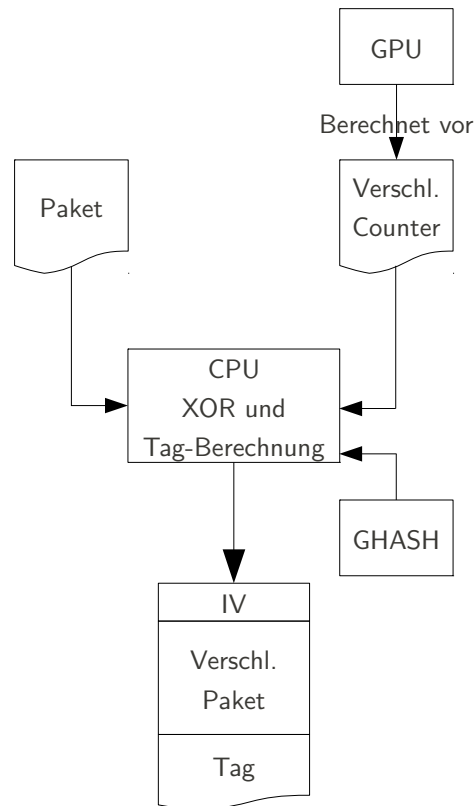 GPU
Berechnet vor
Paket
Verschl.
Counter
CPU
XOR und
Tag-Berechnung
GHASH
IV
Verschl.
Paket
Tag